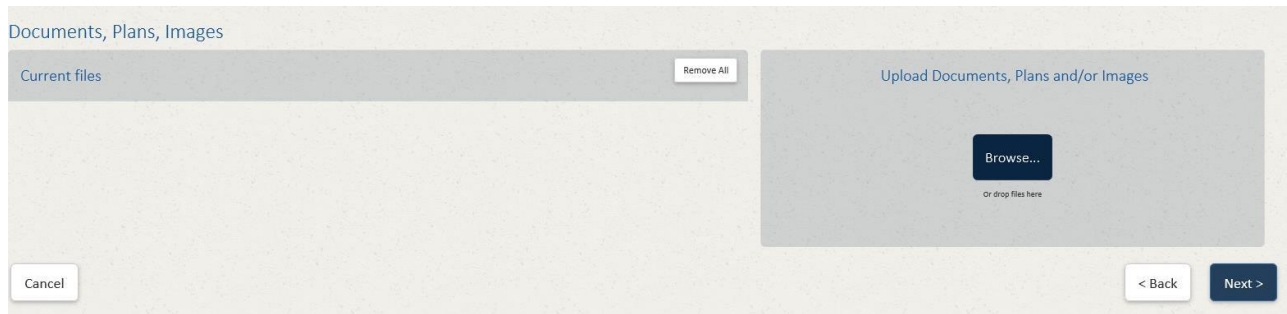 Documents, Plans, Images
Current files
Remove All
Upload Documents, Plans and/or Images
Browse...
Or drop files here
Cancel
< Back
Next >